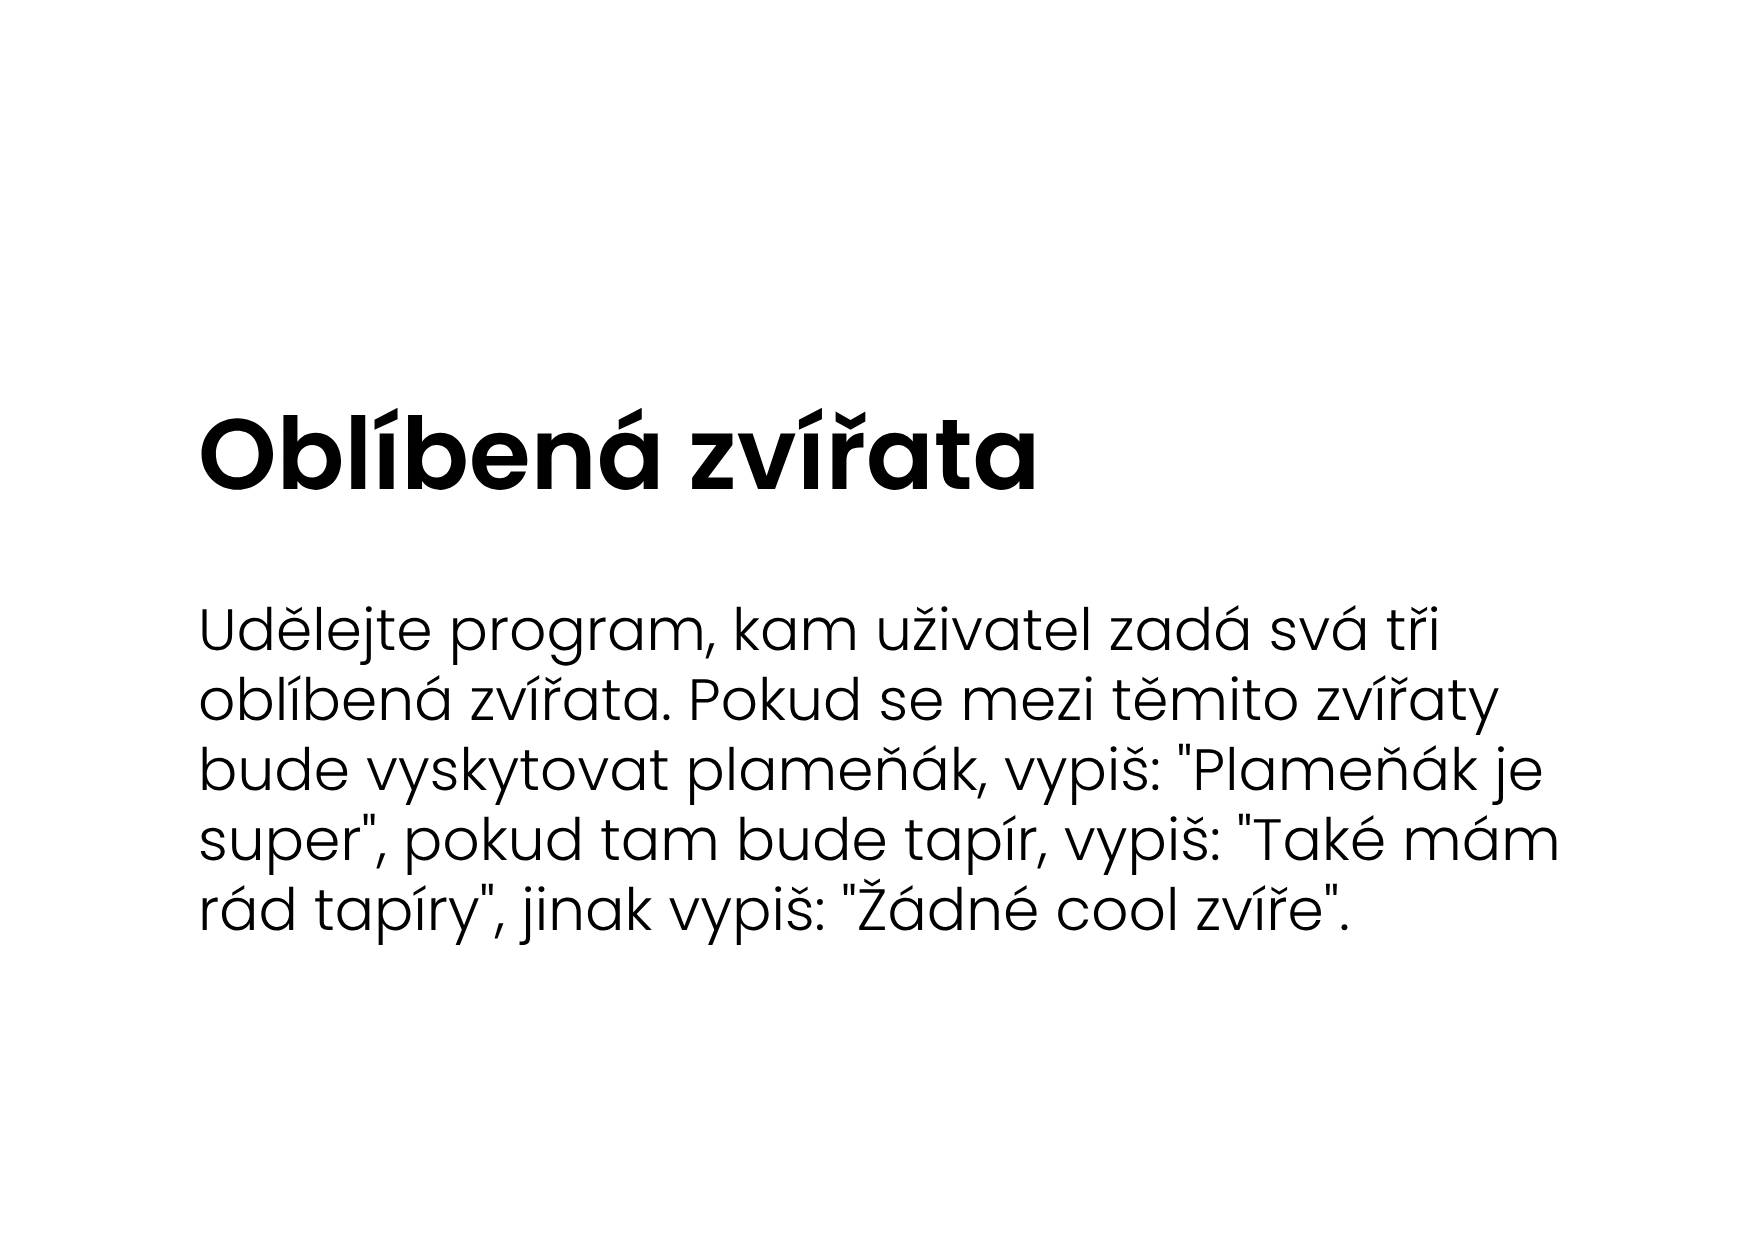 Oblíbená zvířata
Udělejte program, kam uživatel zadá svá tři
oblíbená zvířata. Pokud se mezi těmito zvířaty
bude vyskytovat plameňák, vypiš: "Plameňák je
super", pokud tam bude tapír, vypiš: "Také mám
rád tapíry", jinak vypiš: "Žádné cool zvíře".